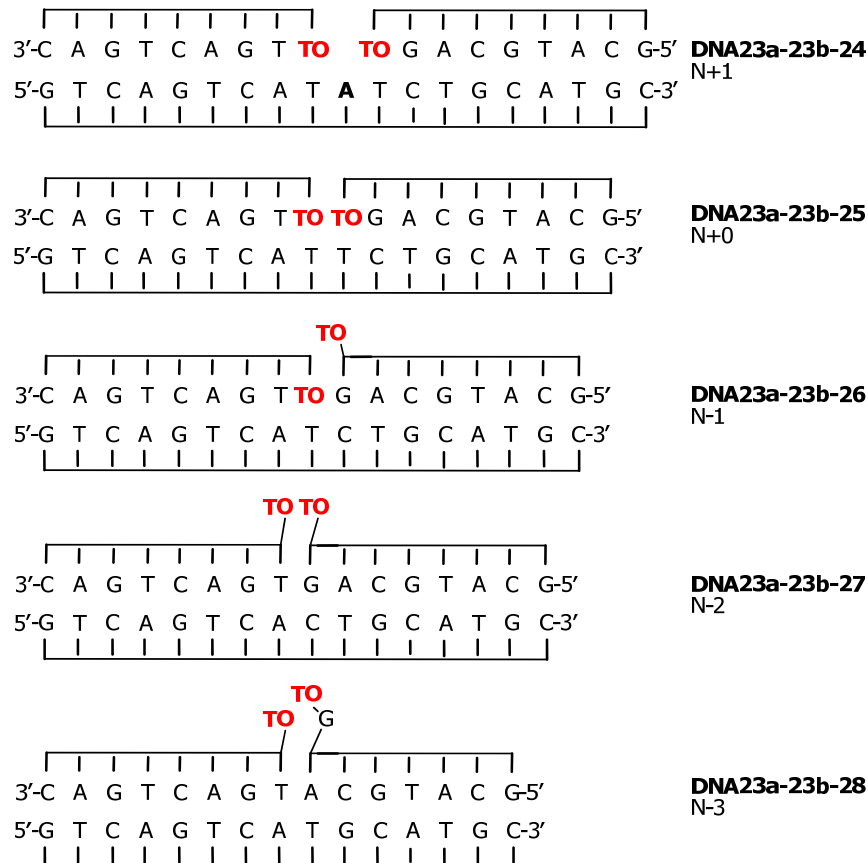 3′-C A G T C A G T TO TO G A C G T A C G-5′ DNA23a-23b-24
N+1
5′-G T C A G T C A T A T C T G C A T G C-3′
3′-C A G T C A G T TO TO G A C G T A C G-5′ DNA23a-23b-25
N+0
5′-G T C A G T C A T T C T G C A T G C-3′
TO
3′-C A G T C A G T TO G A C G T A C G-5′ DNA23a-23b-26
N-1
5′-G T C A G T C A T C T G C A T G C-3′
TO TO
3′-C A G T C A G T G A C G T A C G-5′ DNA23a-23b-27
N-2
5′-G T C A G T C A C T G C A T G C-3′
TO
TO G
3′-C A G T C A G T A C G T A C G-5′ DNA23a-23b-28
N-3
5′-G T C A G T C A T G C A T G C-3′